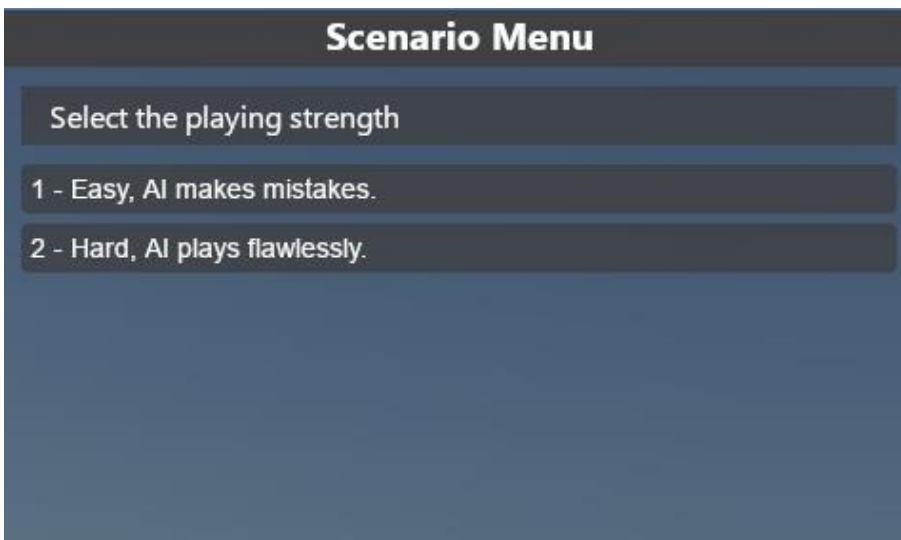 Scenario Menu
Select the playing strength
1 - Easy, AI makes mistakes.
2 - Hard, AI plays flawlessly.